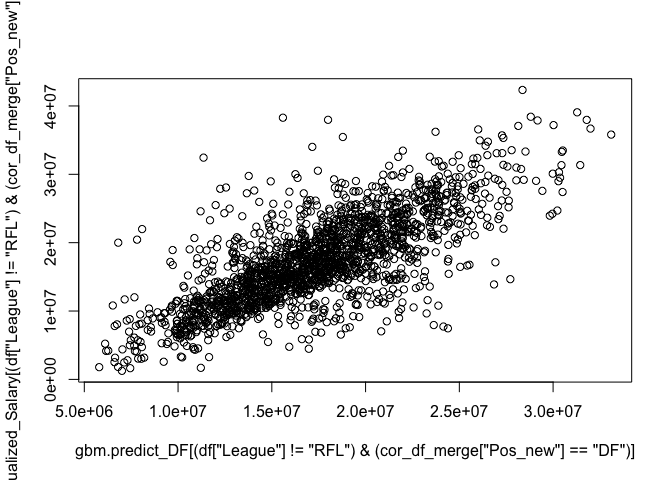 ualized_Salary[(df["League"] != "RFL") & (cor_df_merge["Pos_new"]
4e+07
3e+07
2e+07
1e+07
0e+00
5.0e+06 1.0e+07 1.5e+07 2.0e+07 2.5e+07 3.0e+07
gbm.predict_DF[(df["League"] != "RFL") & (cor_df_merge["Pos_new"] == "DF")]